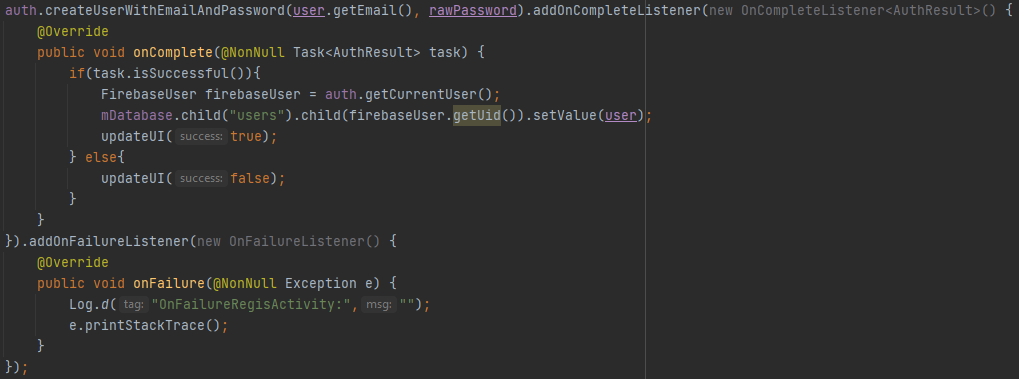 auth.createUserWithEmailAndPassword(user.getEmail(), rawPassword).addOnCompleteListener(new OnCompleteListener<AuthResult>() {
    @Override
    public void onComplete(@NonNull Task<AuthResult> task) {
        if(task.isSuccessful()){
            FirebaseUser firebaseUser = auth.getCurrentUser();
            mDatabase.child("users").child(firebaseUser.getUid()).setValue(user);
            updateUI( success: true);
        } else{
            updateUI( success: false);
        }
    }
}).addOnFailureListener(new OnFailureListener() {
    @Override
    public void onFailure(@NonNull Exception e) {
        Log.d( tag: "OnFailureRegisActivity:", msg: "");
        e.printStackTrace();
    }
});